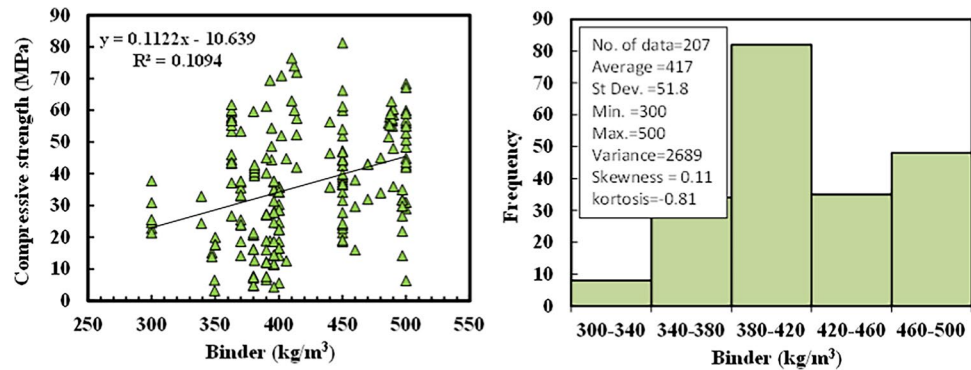 y = 0.1122x - 10.639
R² = 0.1094
Compressive strength (MPa)
90
80
70
60
50
40
30
20
10
0
250 300 350 400 450 500 550
Binder (kg/m³)
No. of data=207
Average =417
St Dev. =51.8
Min. =300
Max.=500
Variance=2689
Skewness = 0.11
kortosis=-0.81
Frequency
90
80
70
60
50
40
30
20
10
0
300-340 340-380 380-420 420-460 460-500
Binder (kg/m³)